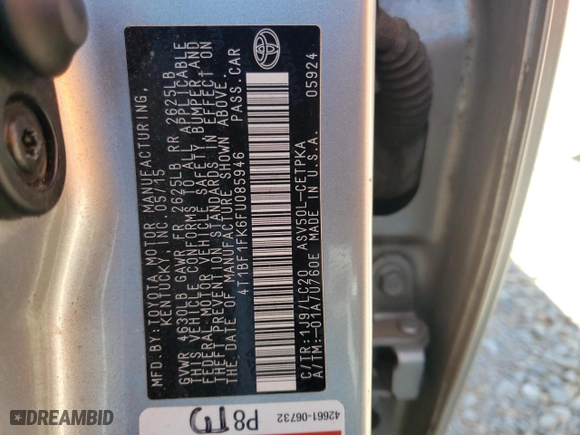 MFD.BY:TOYOTA MOTOR MANUFACTURING,
KENTUCKY, INC. 05/15
GVWR 4630LB GAWR FR 2625LB RR 2625LB
THIS VEHICLE CONFORMS TO ALL APPLICABLE
FEDERAL MOTOR VEHICLE SAFETY BUMPER AND
THEFT PREVENTION STANDARDS IN EFFECT ON
THE DATE OF MANUFACTURE SHOWN ABOVE.
4T1BF1FK6FU085946 PASS.CAR
C/TR:1J9/LC20 ASV50L-CETPKA
A/TM:-01A/U760E MADE IN U.S.A. 05924
42661-06732
DREAMBID